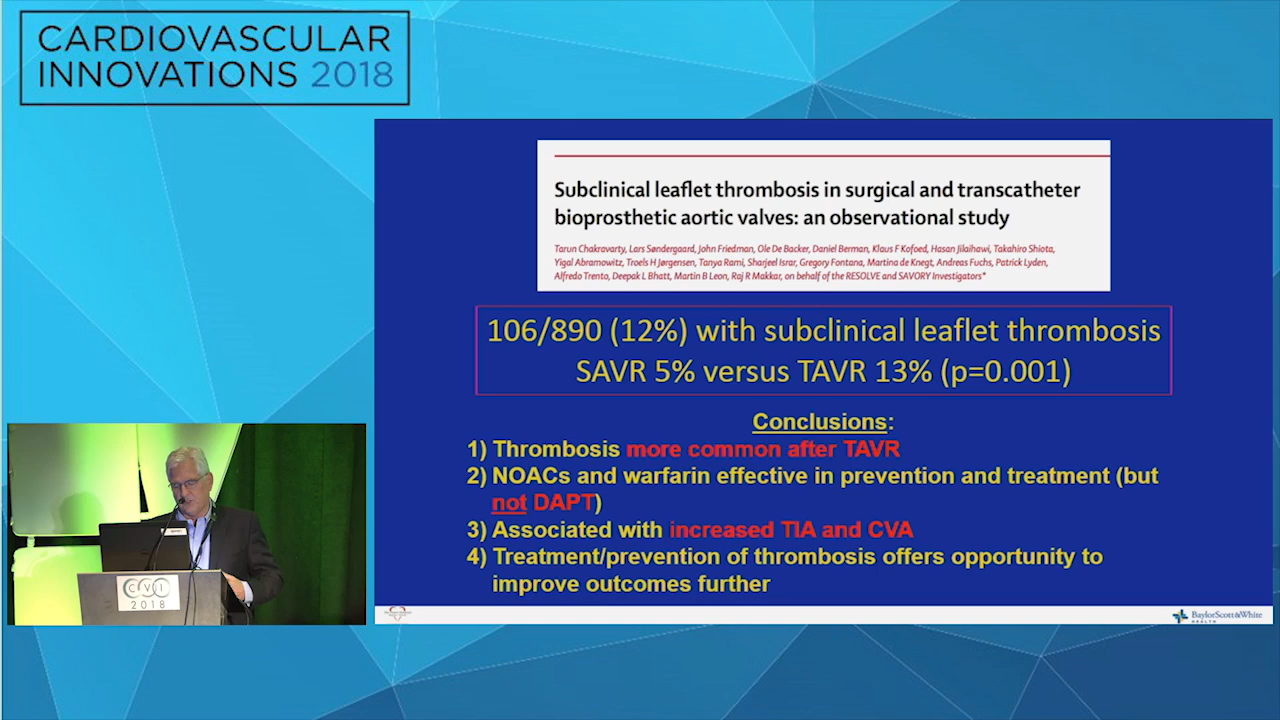 CARDIOVASCULAR
INNOVATIONS 2018
Subclinical leaflet thrombosis in surgical and transcatheter
bioprosthetic aortic valves: an observational study
Tarun Chakravarty, Lars Søndergaard, John Friedman, Ole De Backer, Daniel Berman, Klaus F Kofoed, Hasan Jilaihawi, Takahiro Shiota,
Yigal Abramowitz, Troels H Jørgensen, Tanya Rami, Sharjeel Israr, Gregory Fontana, Martina de Knegt, Andreas Fuchs, Patrick Lyden,
Alfredo Trento, Deepak L Bhatt, Martin B Leon, Raj R Makkar, on behalf of the RESOLVE and SAVORY Investigators*
106/890 (12%) with subclinical leaflet thrombosis
SAVR 5% versus TAVR 13% (p=0.001)
Conclusions:
1) Thrombosis more common after TAVR
2) NOACs and warfarin effective in prevention and treatment (but
not DAPT)
3) Associated with increased TIA and CVA
4) Treatment/prevention of thrombosis offers opportunity to
improve outcomes further
CVI
2018
BaylorScott&White
HEALTH